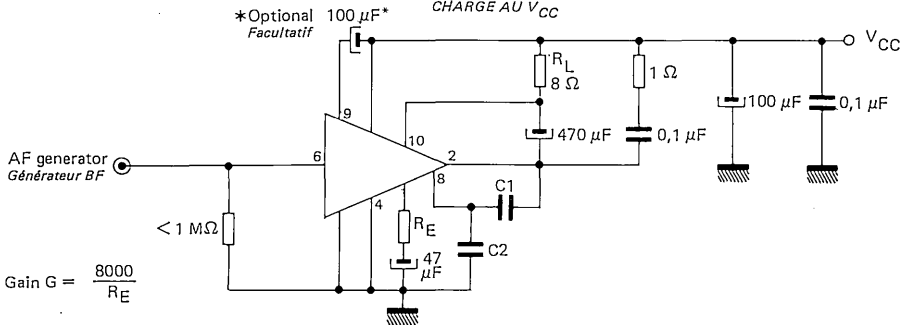 CHARGE AU VCC
*Optional 100 µF*
Facultatif
VCC
RL
8 Ω
1 Ω
100 µF
0,1 µF
9
10
470 µF
0,1 µF
AF generator
Générateur BF
6
2
8
C1
4
< 1 MΩ
RE
C2
47
µF
Gain G = 8000
RE